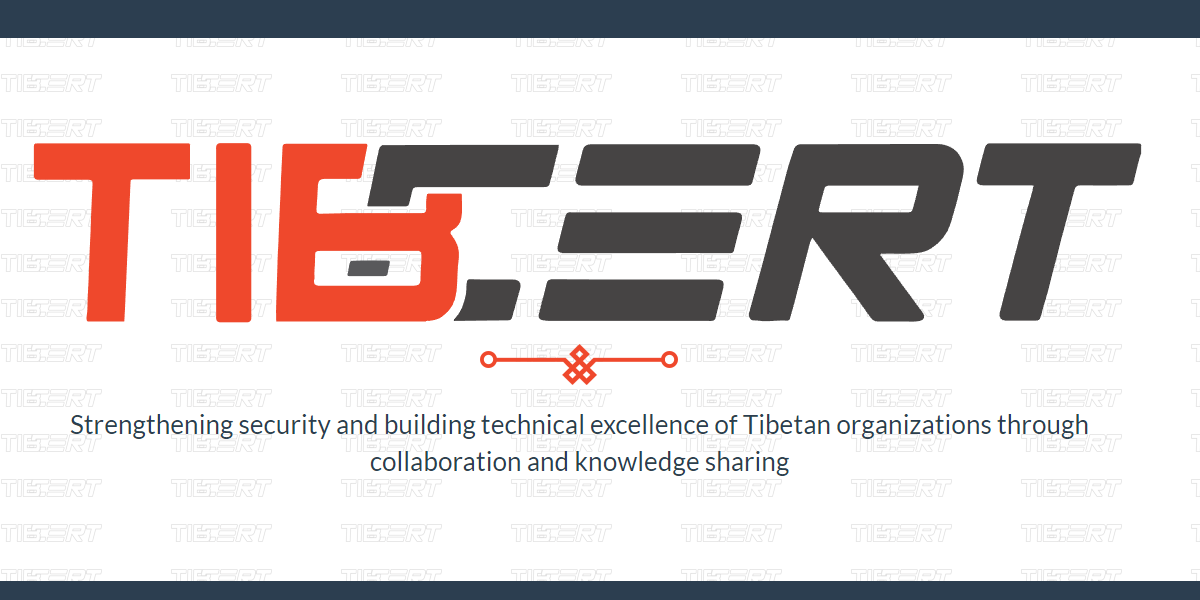 TIBCERT
Strengthening security and building technical excellence of Tibetan organizations through
collaboration and knowledge sharing